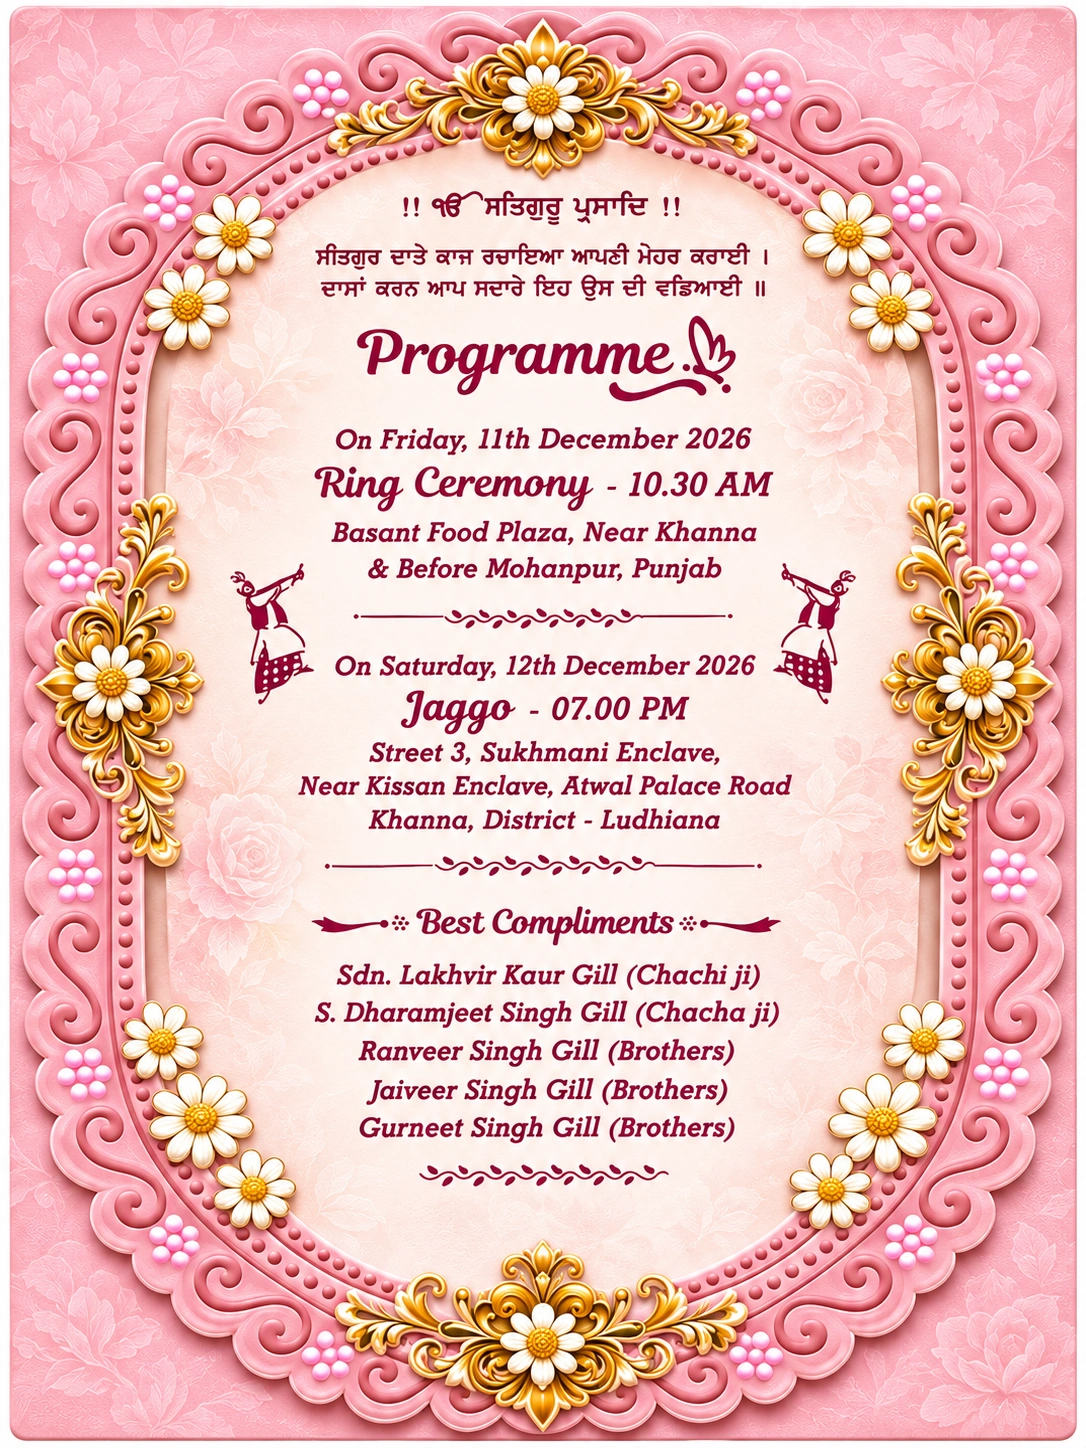 !! ੴ ਸਤਿਗੁਰੂ ਪ੍ਰਸਾਦਿ !!
ਸੀਤਗੁਰ ਦਾਤੇ ਕਾਜ ਰਚਾਇਆ ਆਪਣੀ ਮੇਹਰ ਕਰਾਈ ।
ਦਾਸਾਂ ਕਰਨ ਆਪ ਸਦਾਰੇ ਇਹ ਉਸ ਦੀ ਵਡਿਆਈ ॥
Programme
On Friday, 11th December 2026
Ring Ceremony - 10.30 AM
Basant Food Plaza, Near Khanna
& Before Mohanpur, Punjab
On Saturday, 12th December 2026
Jaggo - 07.00 PM
Street 3, Sukhmani Enclave,
Near Kissan Enclave, Atwal Palace Road
Khanna, District - Ludhiana
Best Compliments
Sdn. Lakhvir Kaur Gill (Chachi ji)
S. Dharamjeet Singh Gill (Chacha ji)
Ranveer Singh Gill (Brothers)
Jaiveer Singh Gill (Brothers)
Gurneet Singh Gill (Brothers)